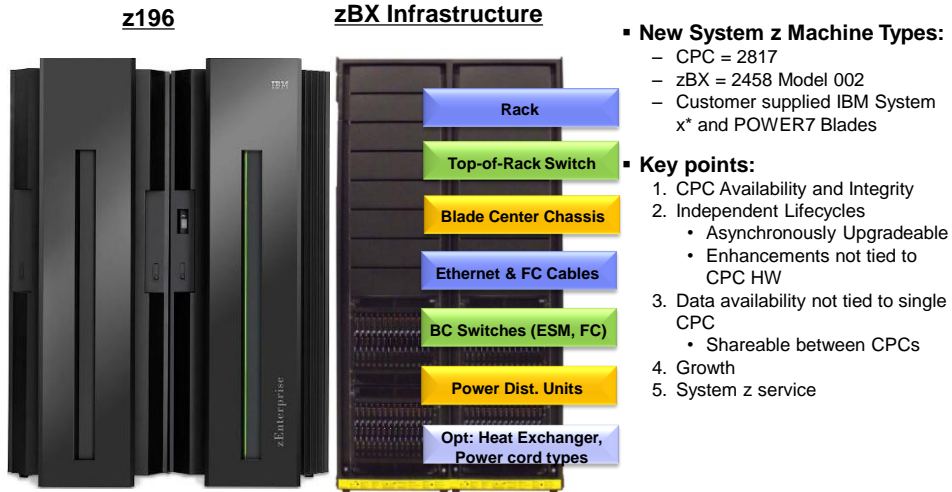 z196
zBX Infrastructure
IBM
zEnterprise
Rack
Top-of-Rack Switch
Blade Center Chassis
Ethernet & FC Cables
BC Switches (ESM, FC)
Power Dist. Units
Opt: Heat Exchanger,
Power cord types
▪ New System z Machine Types:
– CPC = 2817
– zBX = 2458 Model 002
– Customer supplied IBM System
x* and POWER7 Blades
▪ Key points:
1. CPC Availability and Integrity
2. Independent Lifecycles
• Asynchronously Upgradeable
• Enhancements not tied to
CPC HW
3. Data availability not tied to single
CPC
• Shareable between CPCs
4. Growth
5. System z service